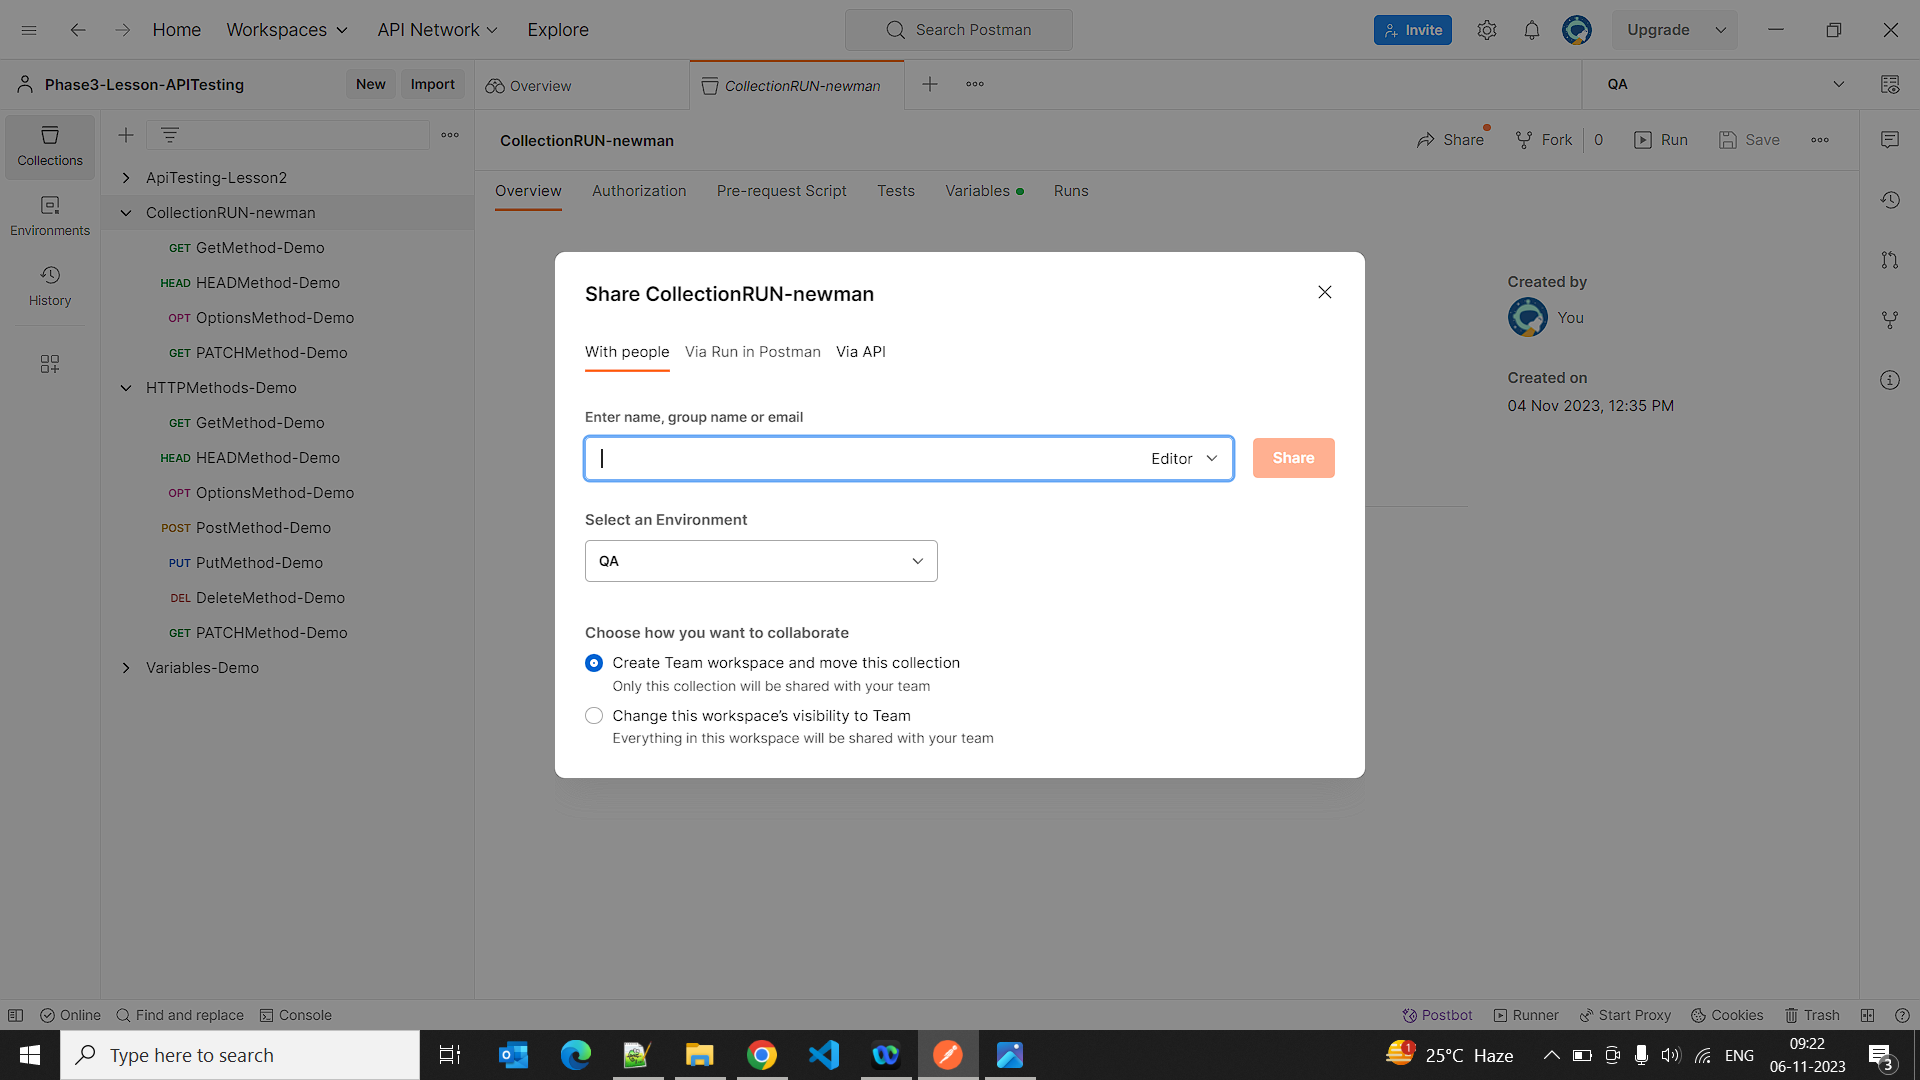 Home Workspaces API Network Explore Search Postman Invite Upgrade
Phase3-Lesson-APITesting New Import Overview CollectionRUN-newman QA
Collections
Environments
History
ApiTesting-Lesson2
CollectionRUN-newman
GET GetMethod-Demo
HEAD HEADMethod-Demo
OPT OptionsMethod-Demo
GET PATCHMethod-Demo
HTTPMethods-Demo
GET GetMethod-Demo
HEAD HEADMethod-Demo
OPT OptionsMethod-Demo
POST PostMethod-Demo
PUT PutMethod-Demo
DEL DeleteMethod-Demo
GET PATCHMethod-Demo
Variables-Demo
CollectionRUN-newman Share Fork 0 Run Save
Overview Authorization Pre-request Script Tests Variables Runs
Share CollectionRUN-newman
With people Via Run in Postman Via API
Enter name, group name or email
Editor Share
Select an Environment
QA
Choose how you want to collaborate
Create Team workspace and move this collection
Only this collection will be shared with your team
Change this workspace’s visibility to Team
Everything in this workspace will be shared with your team
Created by
You
Created on
04 Nov 2023, 12:35 PM
Online Find and replace Console Postbot Runner Start Proxy Cookies Trash
Type here to search 1 25°C Haze ENG 09:22
06-11-2023 3